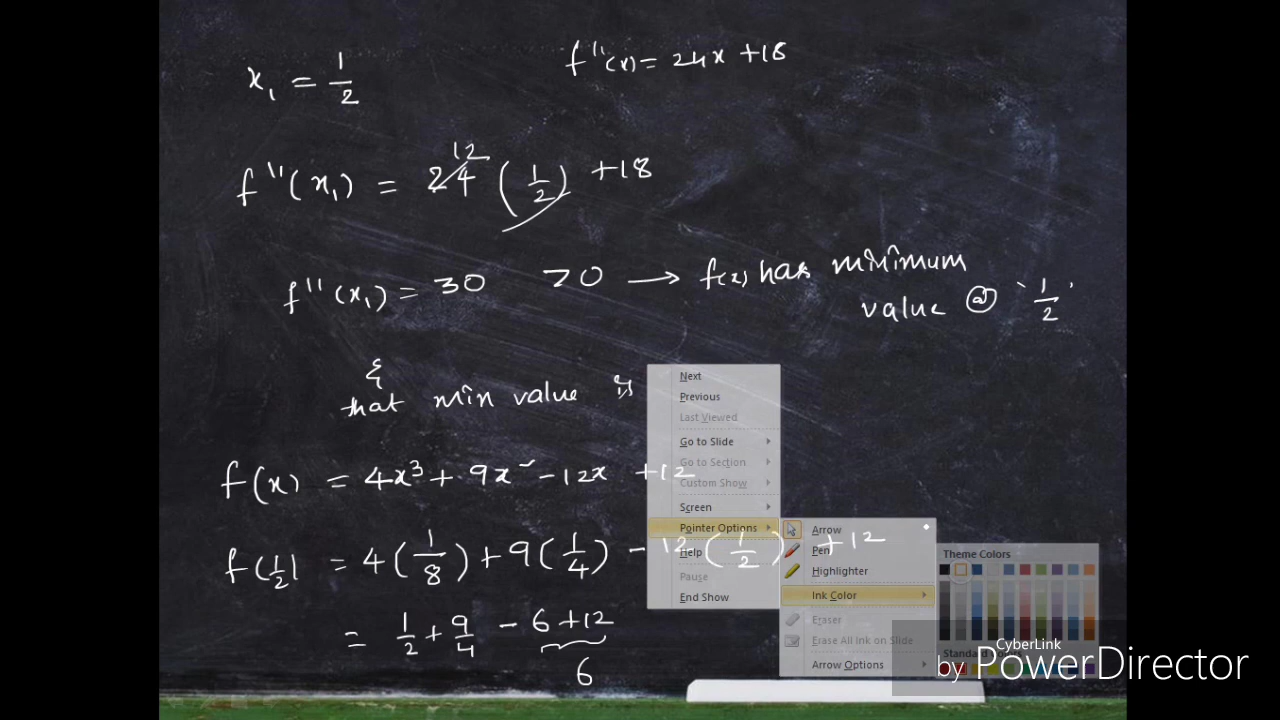 x₁ = 1/2
f''(x) = 24x + 18
12
f''(x₁) = 24 (1/2) + 18
f''(x₁) = 30 > 0 → f(x) has minimum
value @ '1/2'
&
that min value is
f(x) = 4x³ + 9x² - 12x + 12
f(1/2) = 4(1/8) + 9(1/4) - 12(1/2) + 12
= 1/2 + 9/4 - 6 + 12
6
Next
Previous
Last Viewed
Go to Slide
Go to Section
Custom Show
Screen
Pointer Options
Help
Pause
End Show
Arrow
Pen
Highlighter
Ink Color
Eraser
Erase All Ink on Slide
Arrow Options
Theme Colors
CyberLink
by PowerDirector